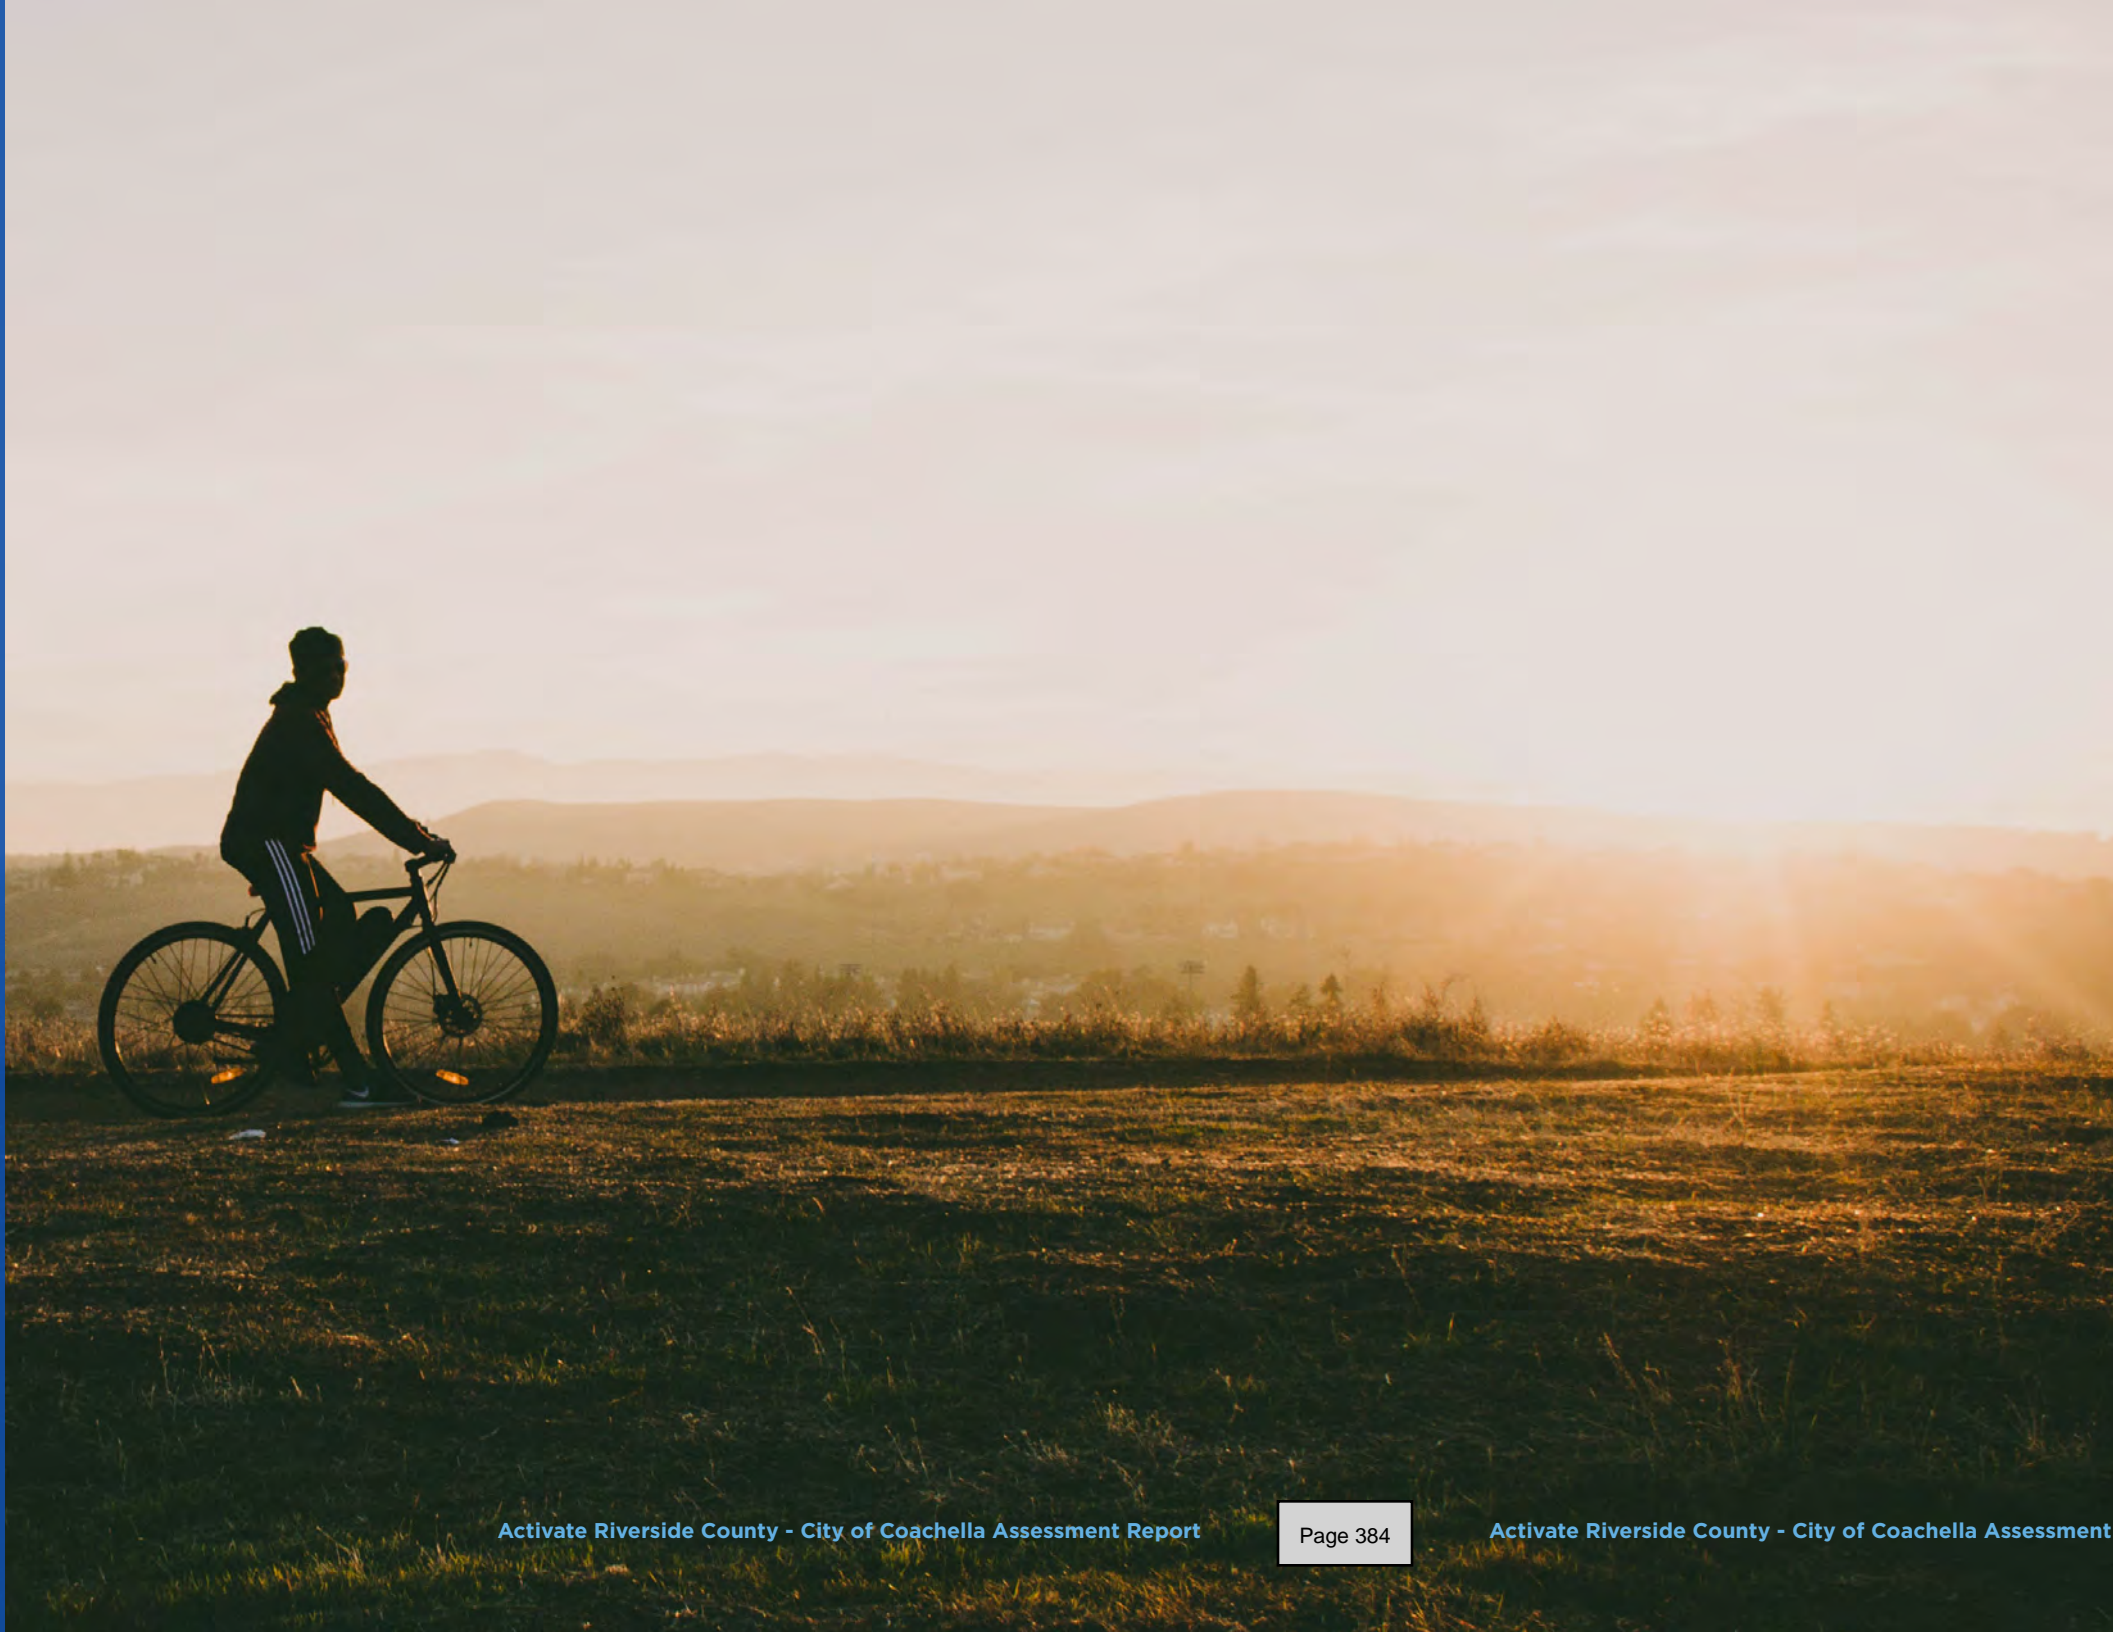 Activate Riverside County - City of Coachella Assessment Report
Page 384
Activate Riverside County - City of Coachella Assessment